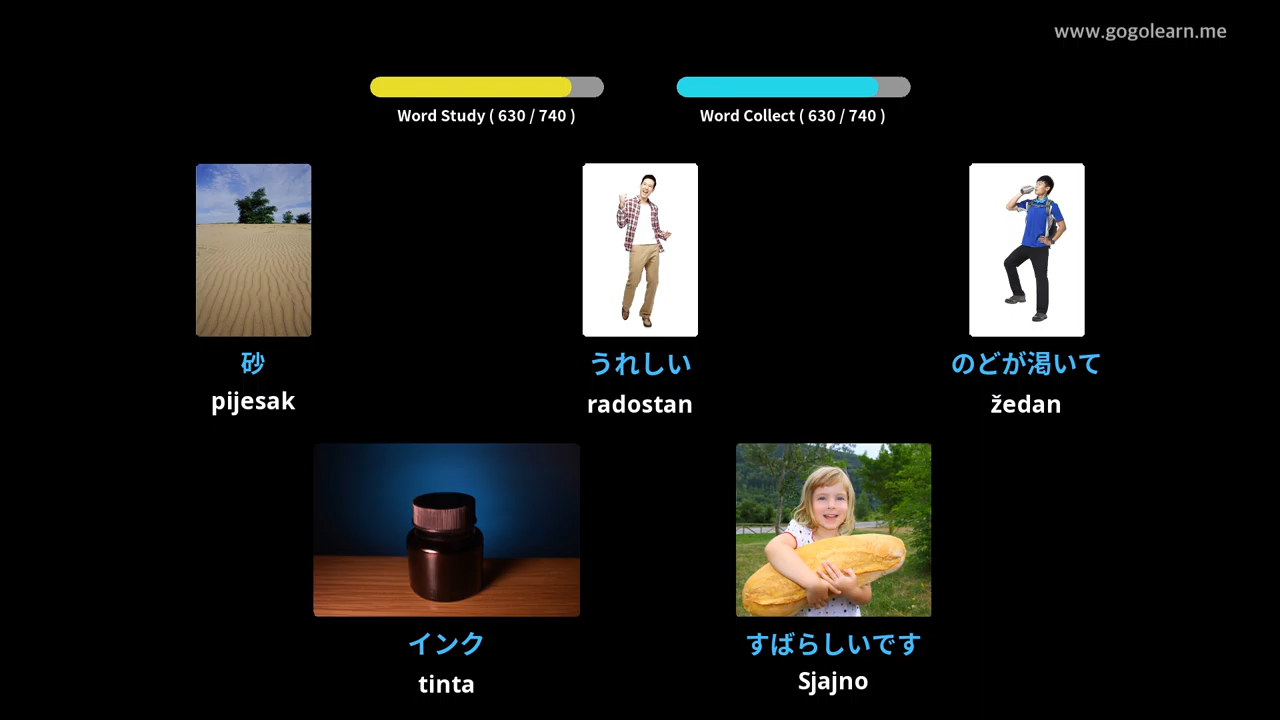 www.gogolearn.me
Word Study ( 630 / 740 )
Word Collect ( 630 / 740 )
砂
pijesak
うれしい
radostan
のどが渇いて
žedan
インク
tinta
すばらしいです
Sjajno